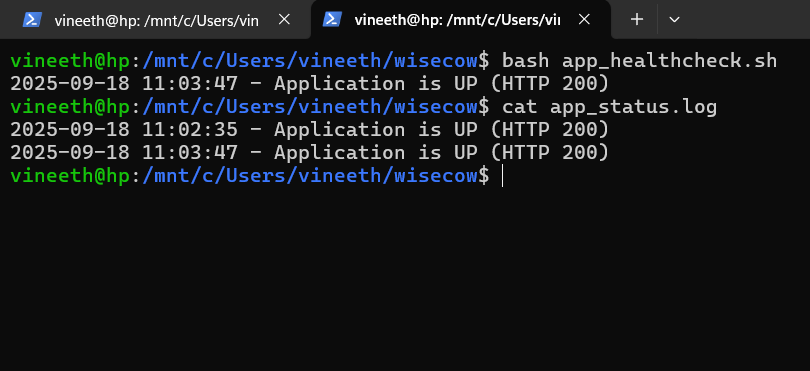 vineeth@hp: /mnt/c/Users/vin
vineeth@hp: /mnt/c/Users/vin
vineeth@hp:/mnt/c/Users/vineeth/wisecow$ bash app_healthcheck.sh
2025-09-18 11:03:47 - Application is UP (HTTP 200)
vineeth@hp:/mnt/c/Users/vineeth/wisecow$ cat app_status.log
2025-09-18 11:02:35 - Application is UP (HTTP 200)
2025-09-18 11:03:47 - Application is UP (HTTP 200)
vineeth@hp:/mnt/c/Users/vineeth/wisecow$